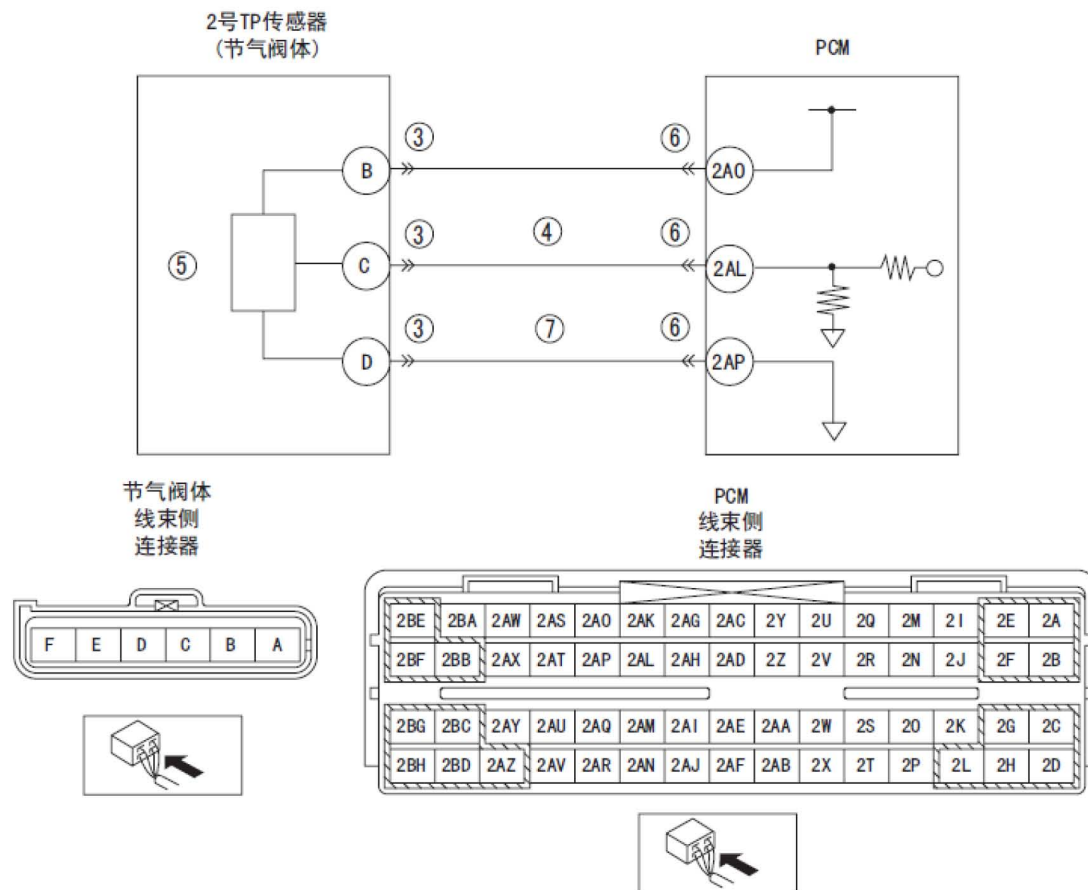 2号TP传感器
(节气阀体)
PCM
③
⑥
B
2AO
③
④
⑥
⑤
C
2AL
③
⑦
⑥
D
2AP
节气阀体
线束侧
连接器
PCM
线束侧
连接器
F E D C B A
2BE 2BA 2AW 2AS 2AO 2AK 2AG 2AC 2Y 2U 2Q 2M 2I 2E 2A
2BF 2BB 2AX 2AT 2AP 2AL 2AH 2AD 2Z 2V 2R 2N 2J 2F 2B
2BG 2BC 2AY 2AU 2AQ 2AM 2AI 2AE 2AA 2W 2S 2O 2K 2G 2C
2BH 2BD 2AZ 2AV 2AR 2AN 2AJ 2AF 2AB 2X 2T 2P 2L 2H 2D